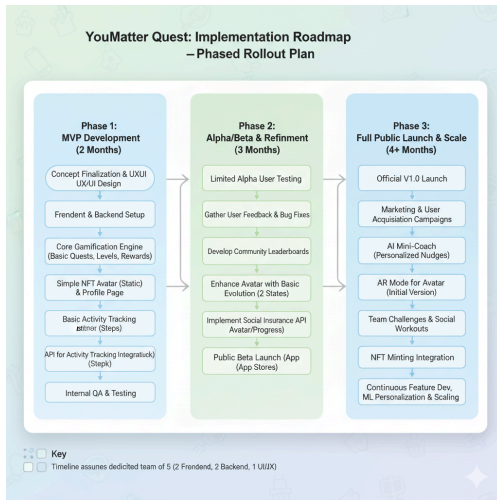 YouMatter Quest: Implementation Roadmap
– Phased Rollout Plan
Phase 1:
MVP Development
(2 Months)
Concept Finalization & UXUI
UX/UI Design
Frendent & Backend Setup
Core Gamification Engine
(Basic Quests, Levels, Rewards)
Simple NFT Avatar (Static)
& Profile Page
Basic Activity Tracking
(Steps)
API for Activity Tracking Integratiuck)
(Stepk)
Internal QA & Testing
Phase 2:
Alpha/Beta & Refinment
(3 Months)
Limited Alpha User Testing
Gather User Feedback & Bug Fixes
Develop Community Leaderboards
Enhance Avatar with Basic
Evolution (2 States)
Implement Social Insurance API
Avatar/Progress)
Public Beta Launch (App
(App Stores)
Phase 3:
Full Public Launch & Scale
(4+ Months)
Official V1.0 Launch
Marketing & User
Acquisiation Campaigns
AI Mini-Coach
(Personalized Nudges)
AR Mode for Avatar
(Initial Version)
Team Challenges & Social
Workouts
NFT Minting Integration
Continuous Feature Dev,
ML Personalization & Scaling
Key
Timeline assunes dedicited team of 5 (2 Frendend, 2 Backend, 1 UI/JX)